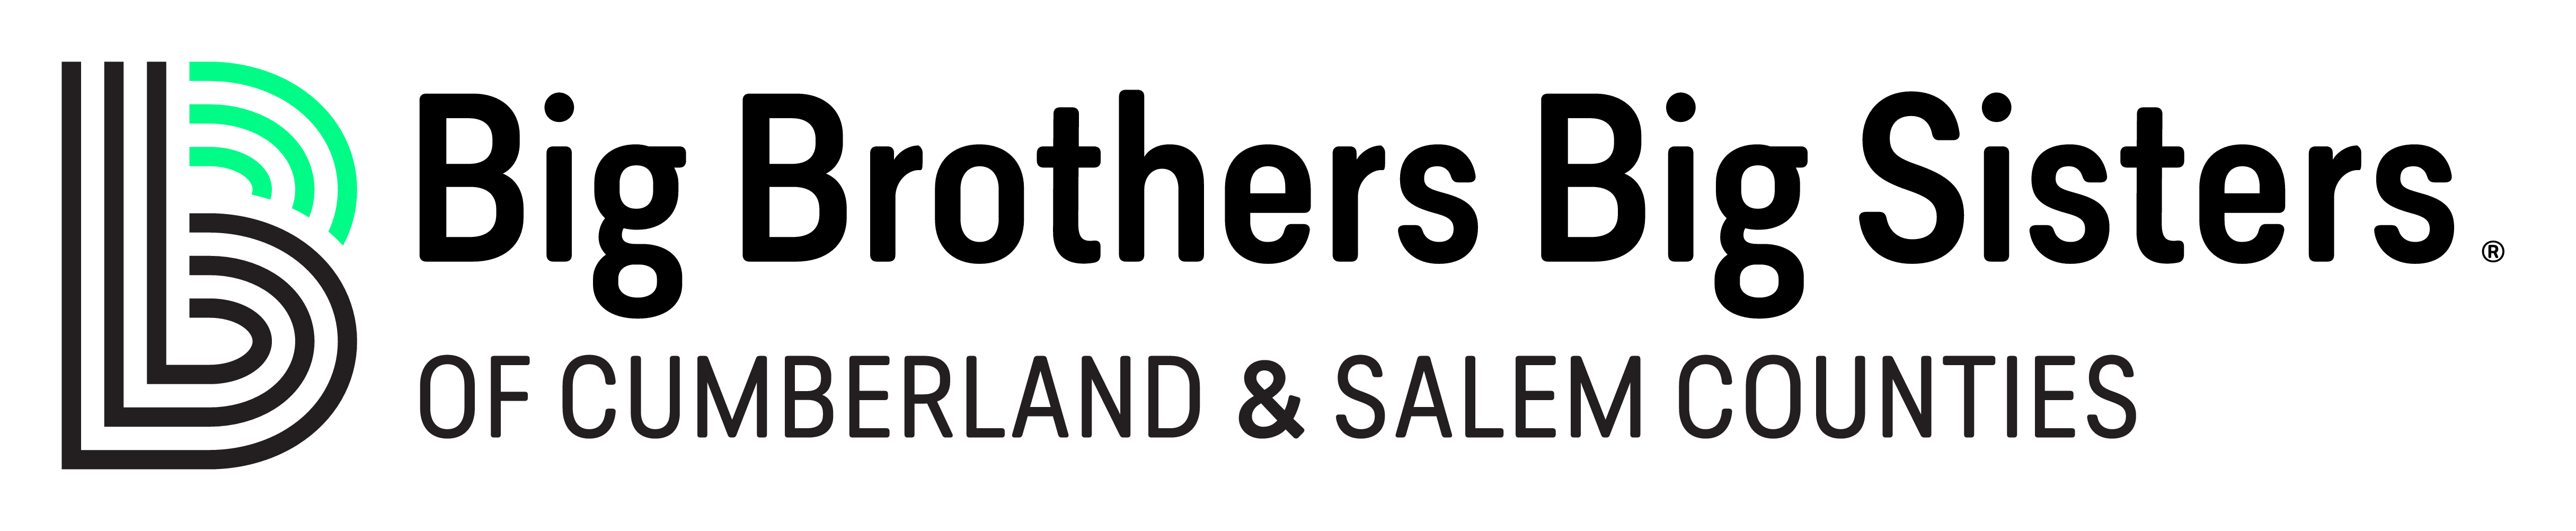 Big Brothers Big Sisters®
OF CUMBERLAND & SALEM COUNTIES